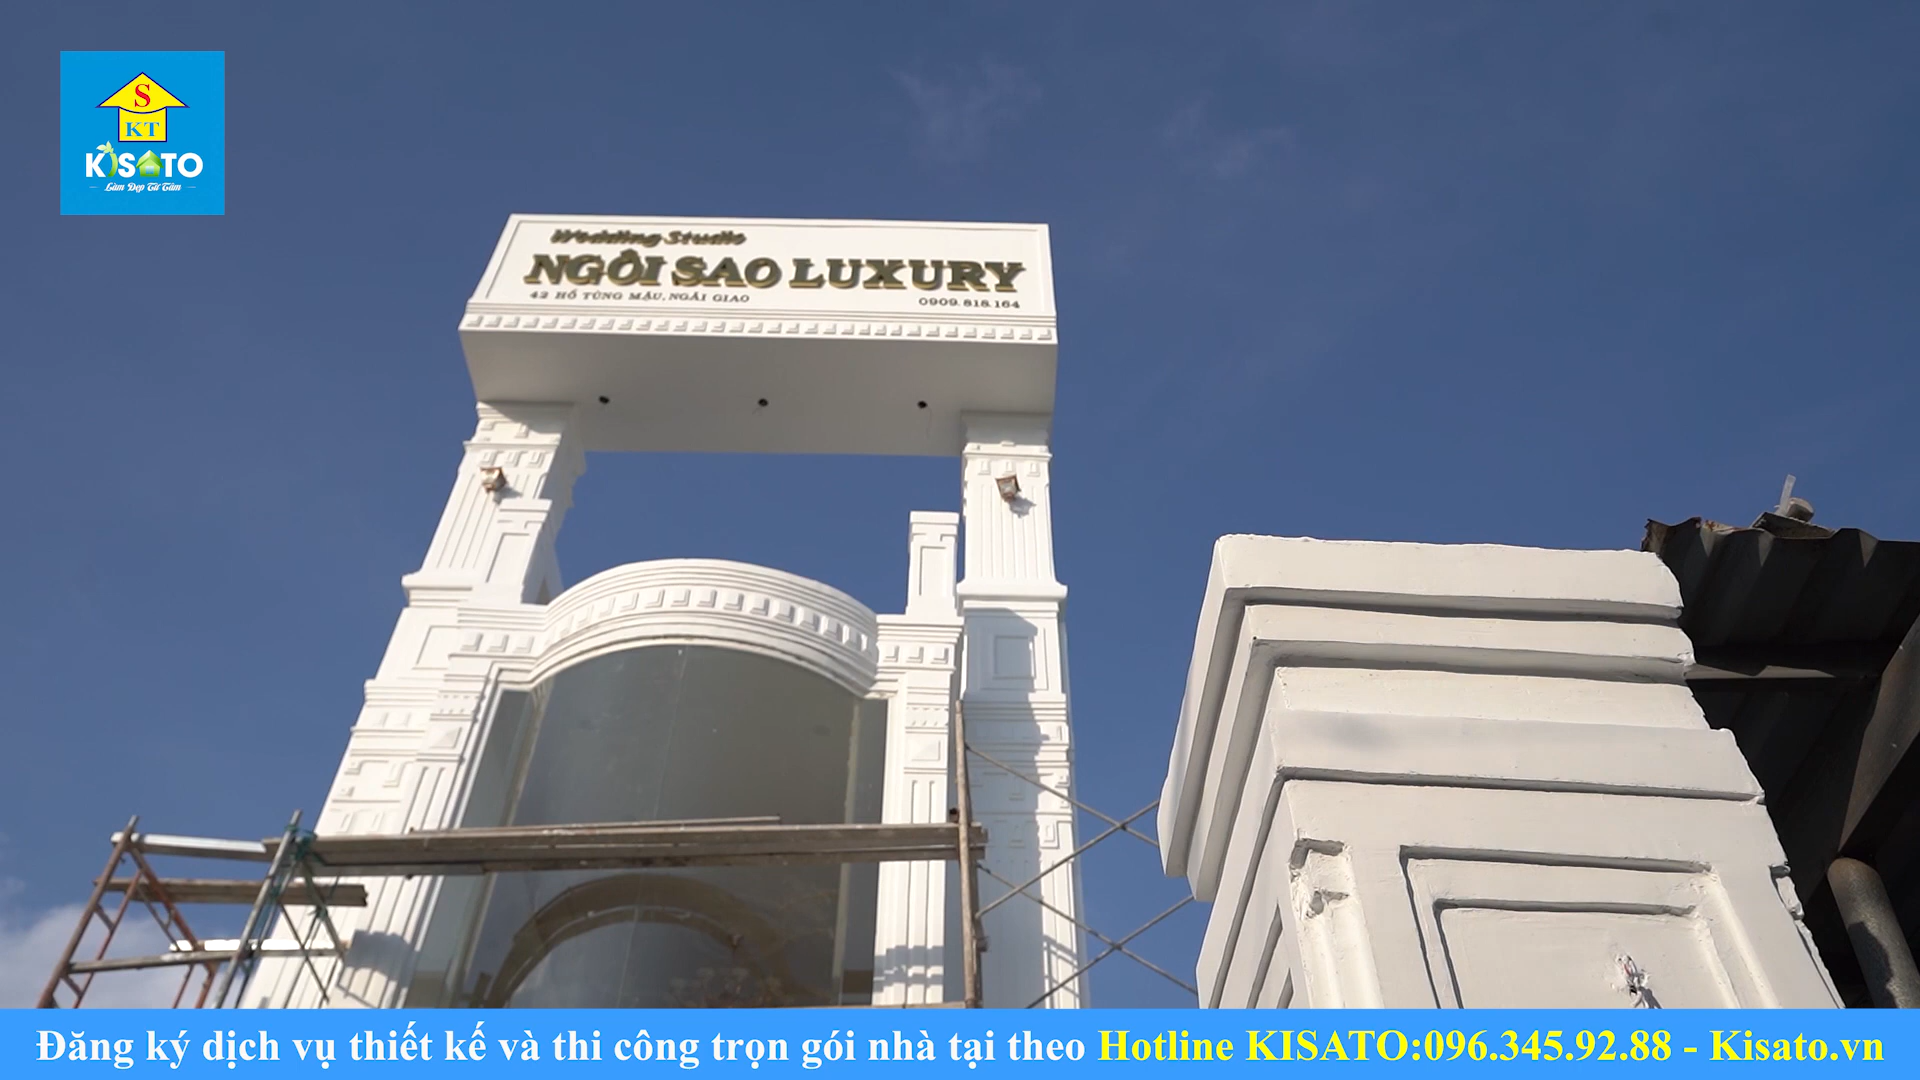 S
KT
KISATO
Làm Đẹp Từ Tâm
Wedding Studio
NGÔI SAO LUXURY
42 HỒ TÙNG MẬU, NGÃI GIAO
0909.818.164
Đăng ký dịch vụ thiết kế và thi công trọn gói nhà tại theo Hotline KISATO:096.345.92.88 - Kisato.vn